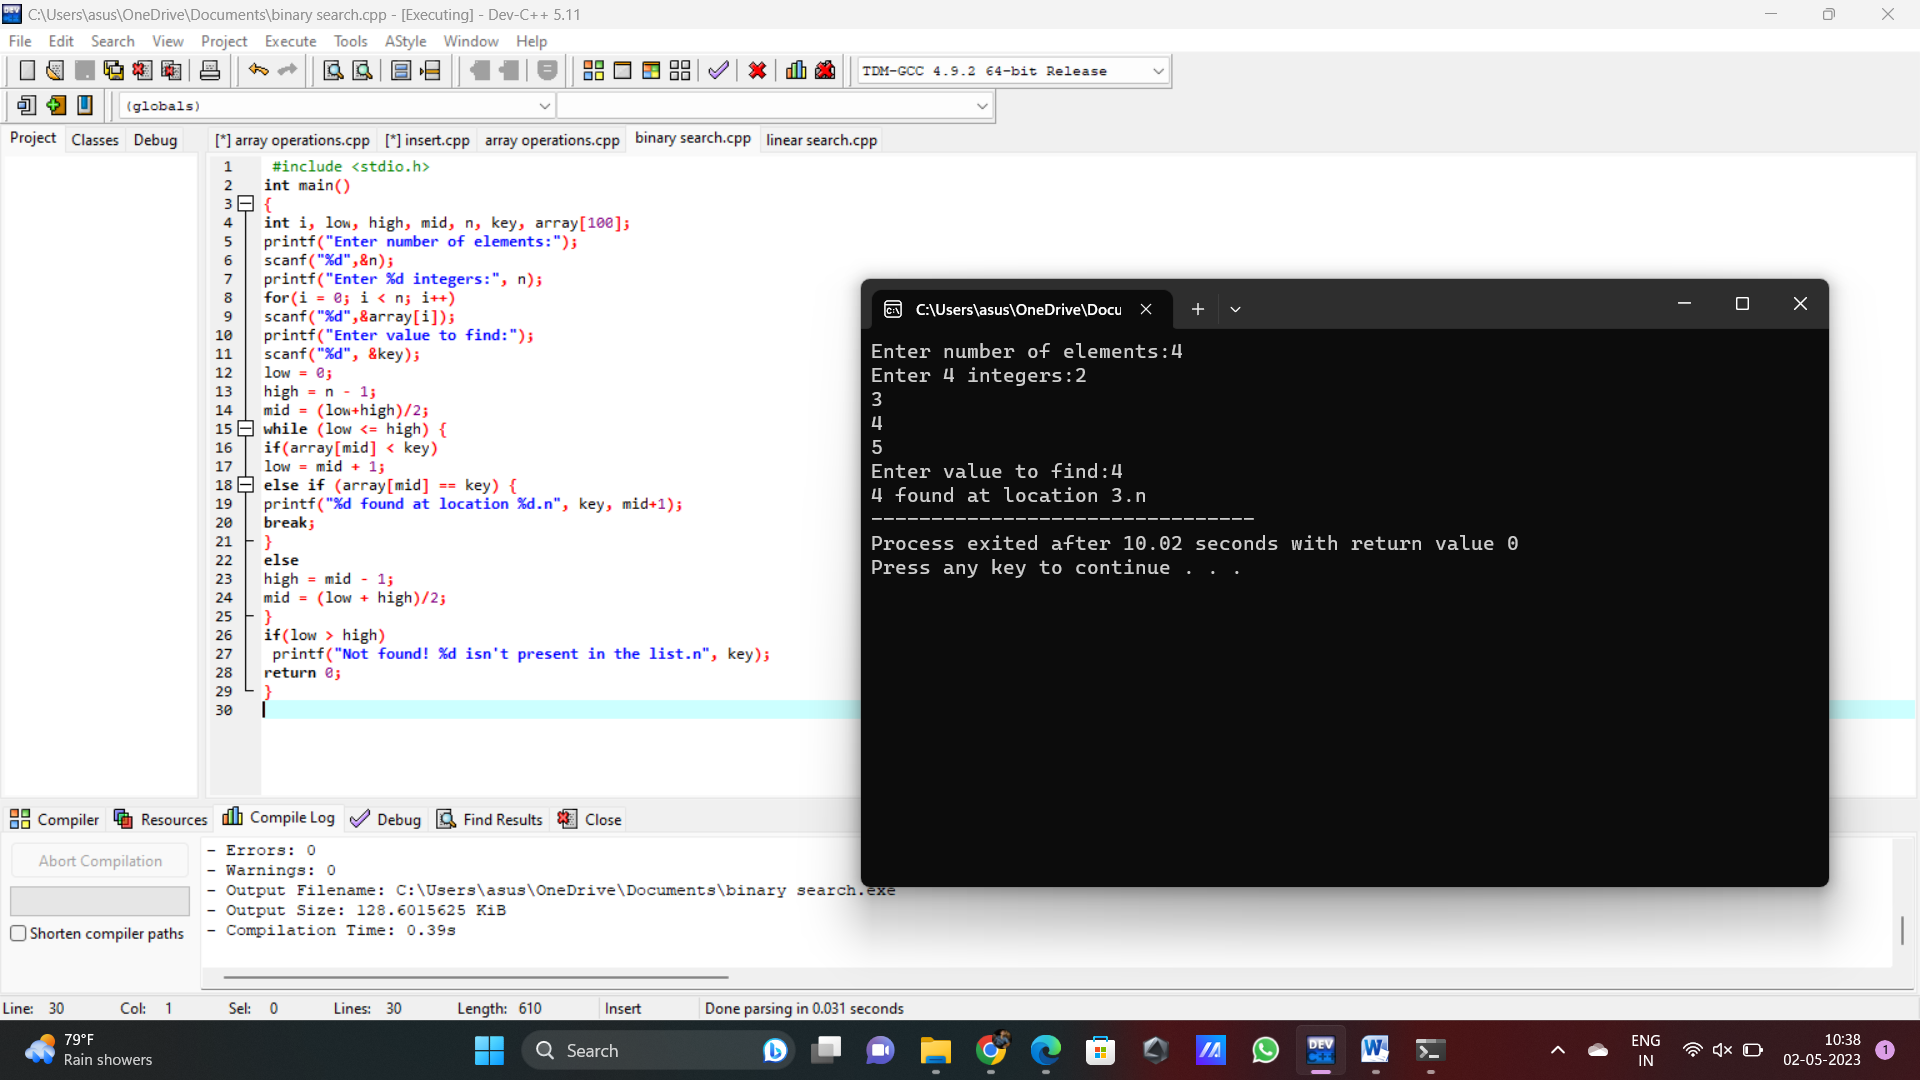 C:\Users\asus\OneDrive\Documents\binary search.cpp - [Executing] - Dev-C++ 5.11
File Edit Search View Project Execute Tools AStyle Window Help
TDM-GCC 4.9.2 64-bit Release
(globals)
Project Classes Debug
[*] array operations.cpp [*] insert.cpp array operations.cpp binary search.cpp linear search.cpp
1 #include <stdio.h>
2 int main()
3 {
4 int i, low, high, mid, n, key, array[100];
5 printf("Enter number of elements:");
6 scanf("%d",&n);
7 printf("Enter %d integers:", n);
8 for(i = 0; i < n; i++)
9 scanf("%d",&array[i]);
10 printf("Enter value to find:");
11 scanf("%d", &key);
12 low = 0;
13 high = n - 1;
14 mid = (low+high)/2;
15 while (low <= high) {
16 if(array[mid] < key)
17 low = mid + 1;
18 else if (array[mid] == key) {
19 printf("%d found at location %d.n", key, mid+1);
20 break;
21 }
22 else
23 high = mid - 1;
24 mid = (low + high)/2;
25 }
26 if(low > high)
27 printf("Not found! %d isn't present in the list.n", key);
28 return 0;
29 }
30
C:\Users\asus\OneDrive\Docu
Enter number of elements:4
Enter 4 integers:2
3
4
5
Enter value to find:4
4 found at location 3.n
--------------------------------
Process exited after 10.02 seconds with return value 0
Press any key to continue . . .
Compiler Resources Compile Log Debug Find Results Close
Abort Compilation
Shorten compiler paths
- Errors: 0
- Warnings: 0
- Output Filename: C:\Users\asus\OneDrive\Documents\binary search.exe
- Output Size: 128.6015625 KiB
- Compilation Time: 0.39s
Line: 30 Col: 1 Sel: 0 Lines: 30 Length: 610 Insert Done parsing in 0.031 seconds
79°F
Rain showers
Search
DEV
ENG
IN
10:38
02-05-2023
1